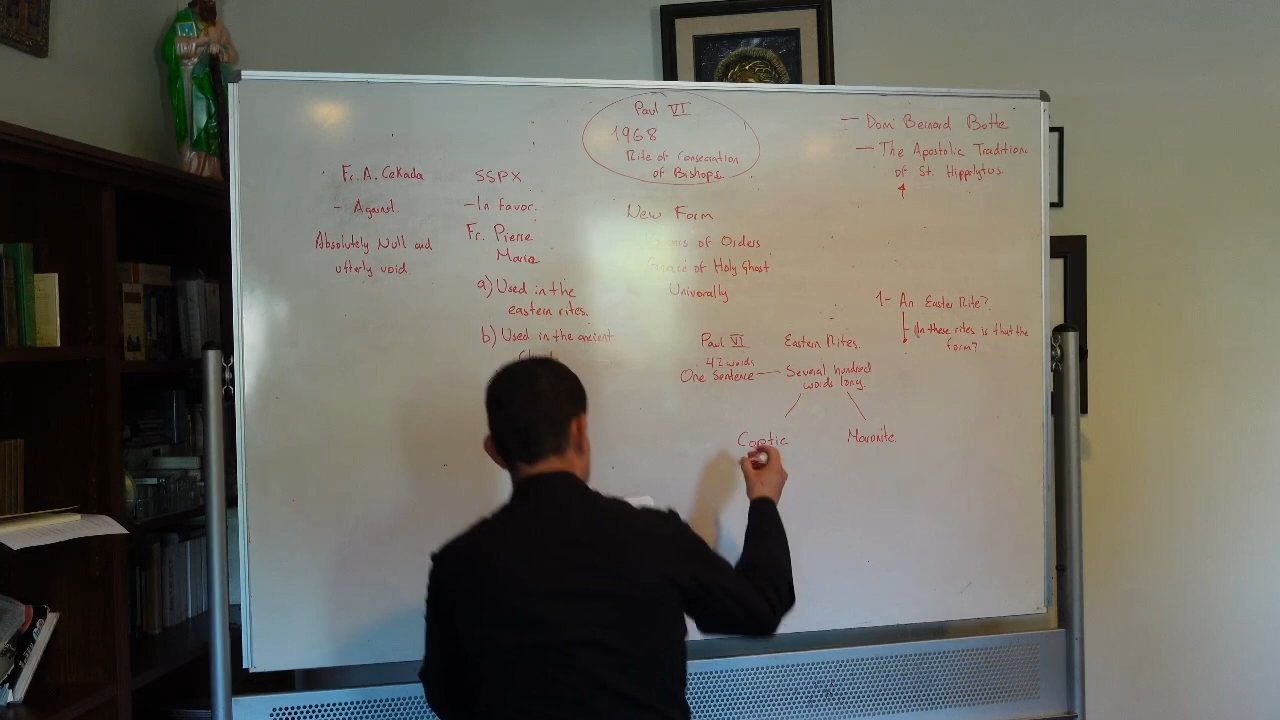 Paul VI
1968
Rite of Consecration
of Bishops
— Dom Bernard Botte
— The Apostolic Tradition
of St. Hippolytus
Fr. A. Cekada
- Against.
Absolutely Null and
utterly void.
SSPX
- In favor.
Fr. Pierre
Marie
a) Used in the
eastern rites.
b) Used in the ancient
New Form
of Orders
of Holy Ghost
Univorally
Paul VI
42 words
One Sentence
Eastern Rites.
Several hundred
words long.
Coptic
Maronite.
1- An Easter Rite?
In these rites is that the
form?